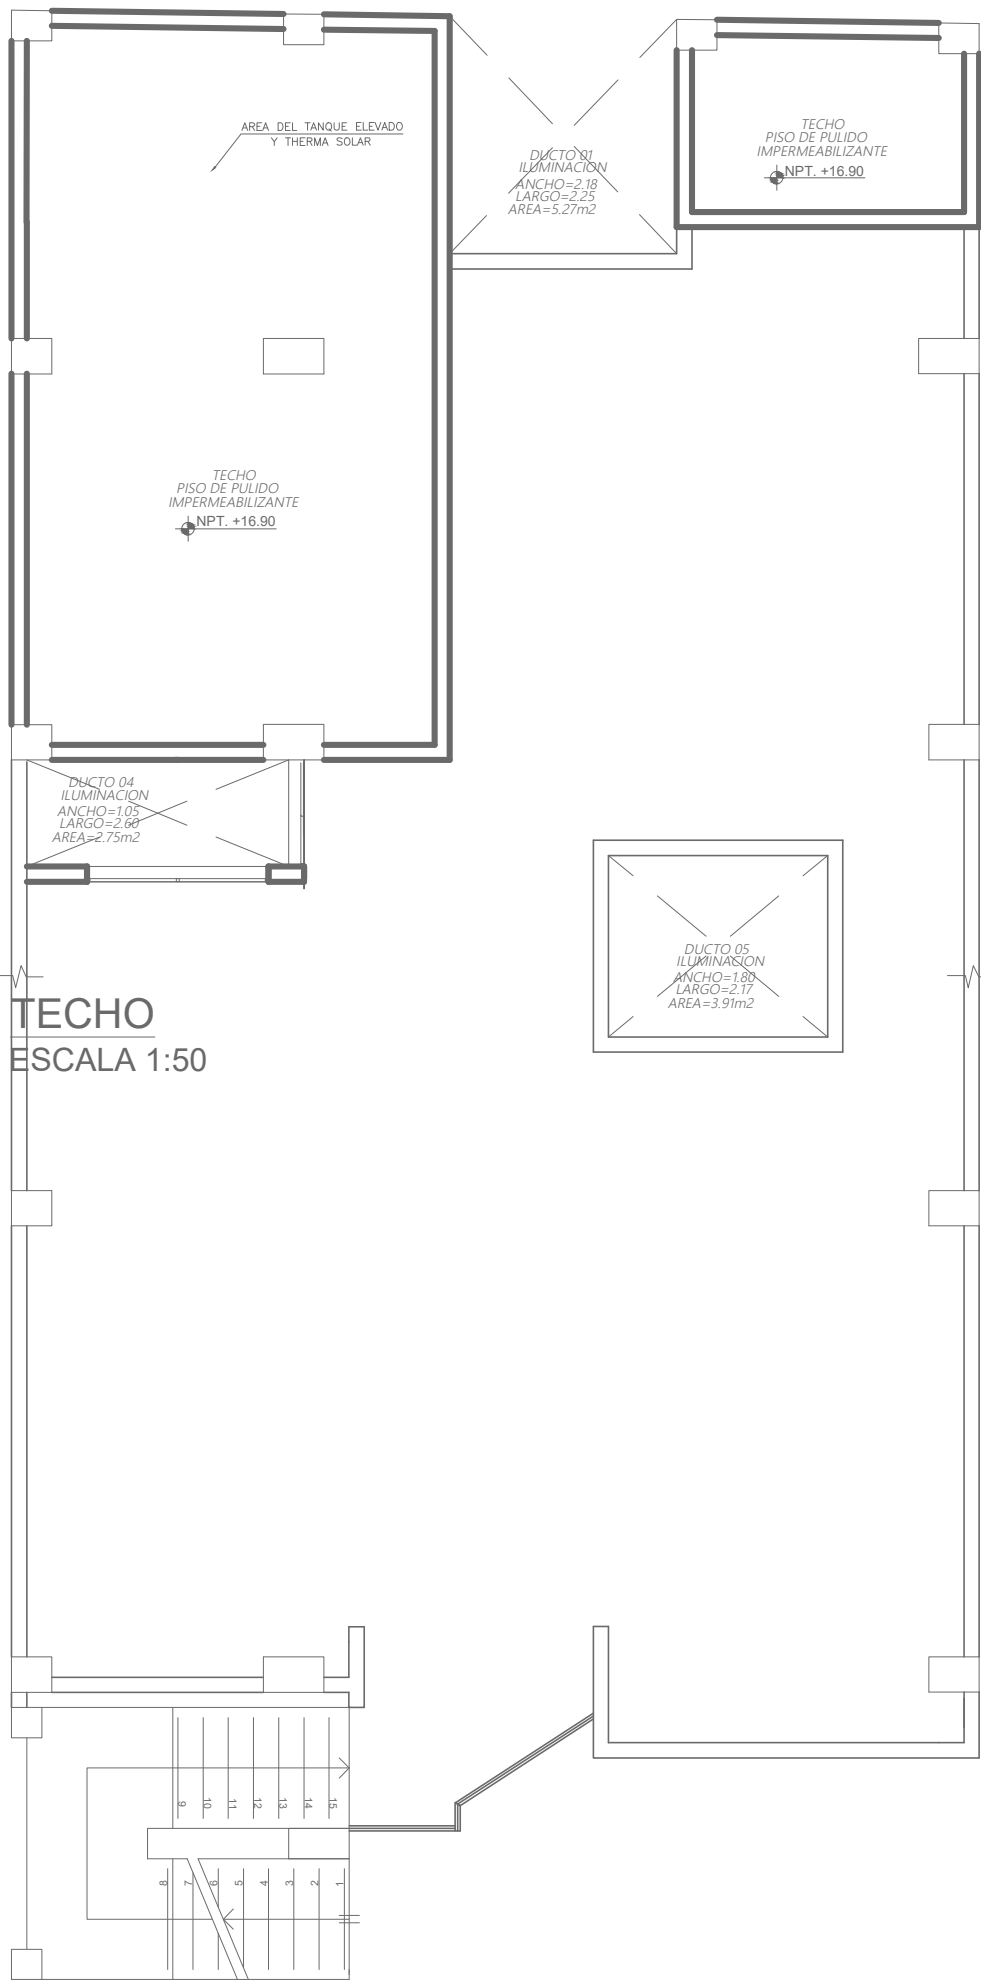 AREA DEL TANQUE ELEVADO
Y THERMA SOLAR
DUCTO 01
ILUMINACION
ANCHO=2.18
LARGO=2.25
AREA=5.27m2
TECHO
PISO DE PULIDO
IMPERMEABILIZANTE
NPT. +16.90
TECHO
PISO DE PULIDO
IMPERMEABILIZANTE
NPT. +16.90
DUCTO 04
ILUMINACION
ANCHO=1.05
LARGO=2.60
AREA=2.75m2
DUCTO 05
ILUMINACION
ANCHO=1.80
LARGO=2.17
AREA=3.91m2
TECHO
ESCALA 1:50
9 10 11 12 13 14 15
8 7 6 5 4 3 2 1